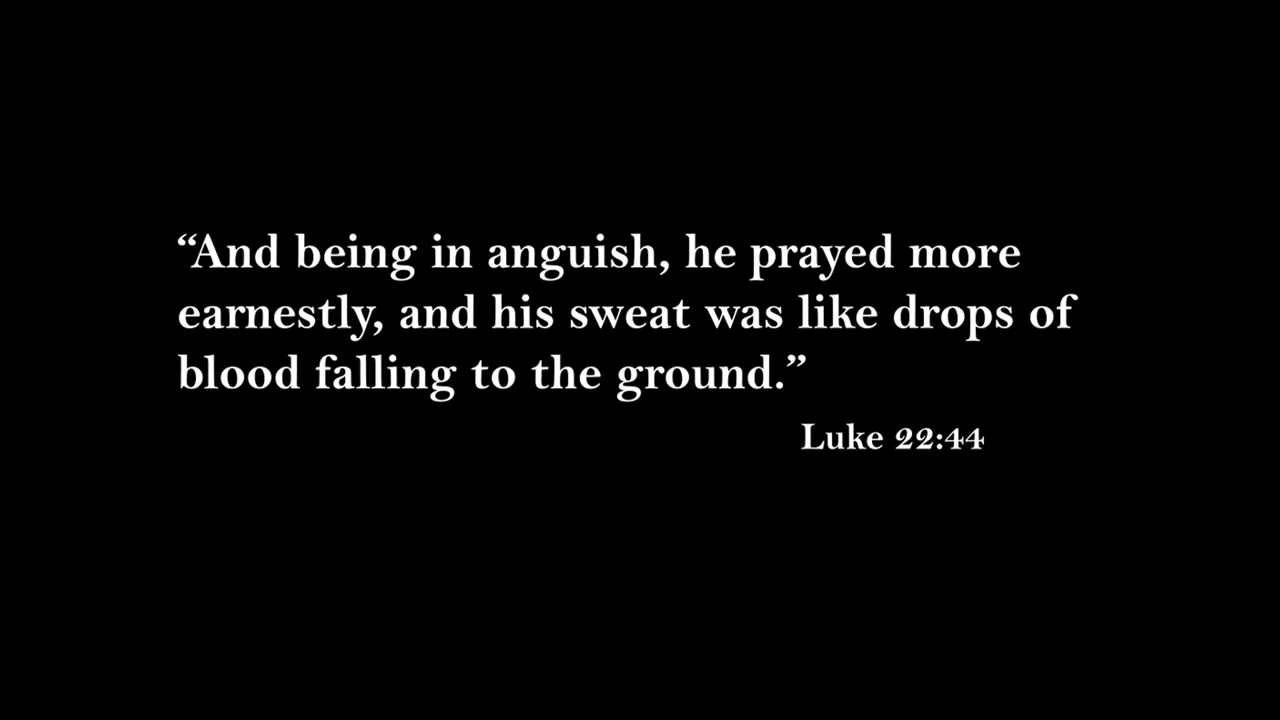 “And being in anguish, he prayed more
earnestly, and his sweat was like drops of
blood falling to the ground.”
Luke 22:44